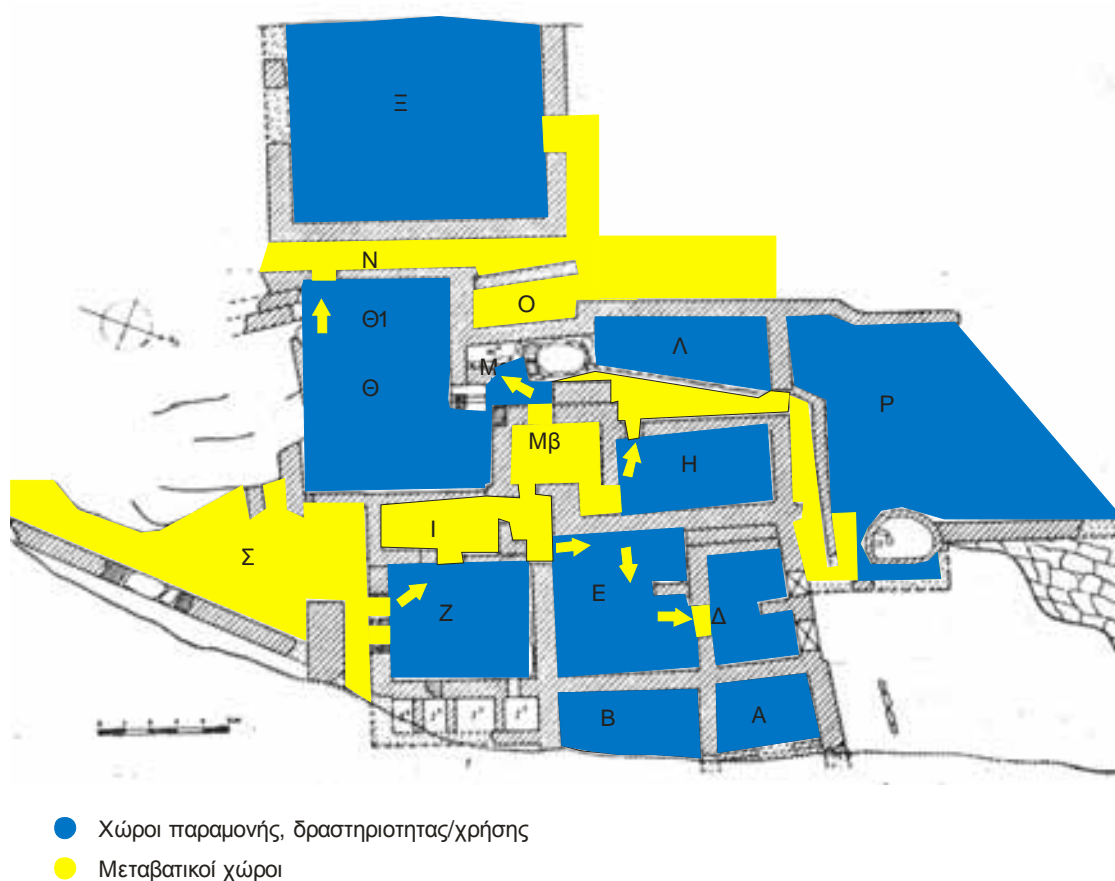 Ξ
Ν
Ο
Θ1
Λ
Θ
Ρ
Μβ
Η
Ι
Σ
Ε
Ζ
Δ
Β
Α
Χώροι παραμονής, δραστηριοτητας/χρήσης
Μεταβατικοί χώροι